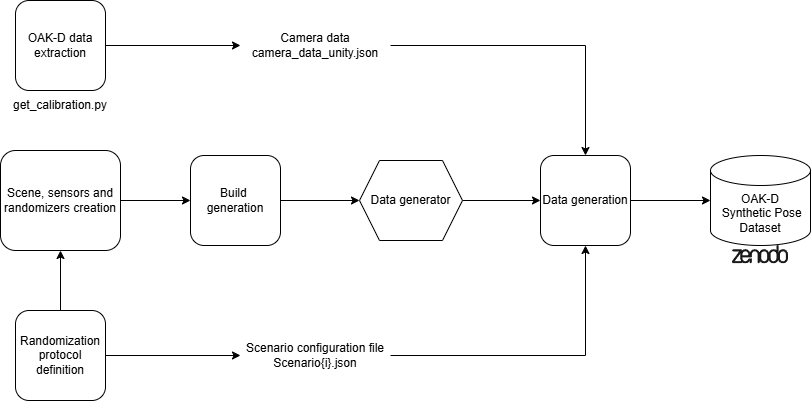 OAK-D data
extraction
Camera data
camera_data_unity.json
get_calibration.py
Scene, sensors and
randomizers creation
Build
generation
Data generator
Data generation
OAK-D
Synthetic Pose
Dataset
zenodo
Randomization
protocol
definition
Scenario configuration file
Scenario{i}.json